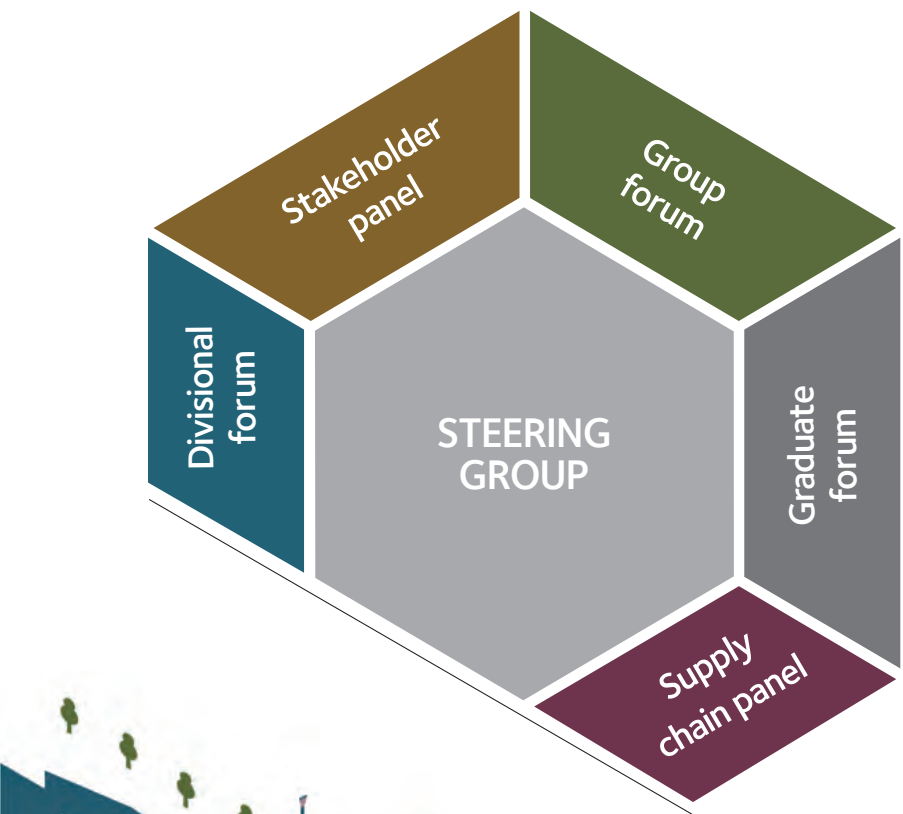 Stakeholder
panel
Group
forum
Divisional
forum
STEERING
GROUP
Graduate
forum
Supply
chain panel